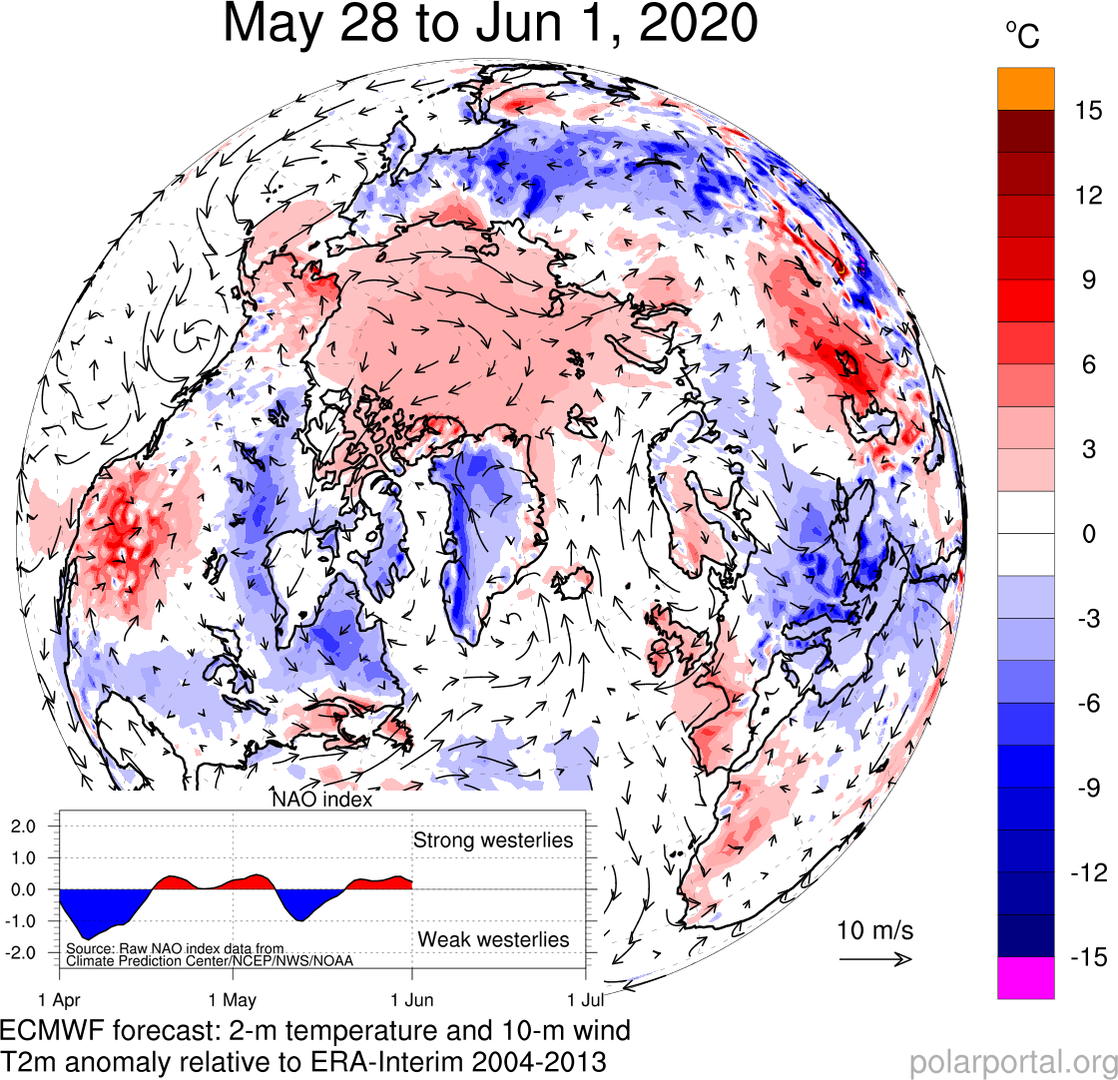 May 28 to Jun 1, 2020
°C
15
12
9
6
3
0
-3
-6
-9
-12
-15
10 m/s
NAO index
2.0
1.0
0.0
-1.0
-2.0
Strong westerlies
Weak westerlies
Source: Raw NAO index data from
Climate Prediction Center/NCEP/NWS/NOAA
1 Apr
1 May
1 Jun
1 Jul
ECMWF forecast: 2-m temperature and 10-m wind
T2m anomaly relative to ERA-Interim 2004-2013
polarportal.org